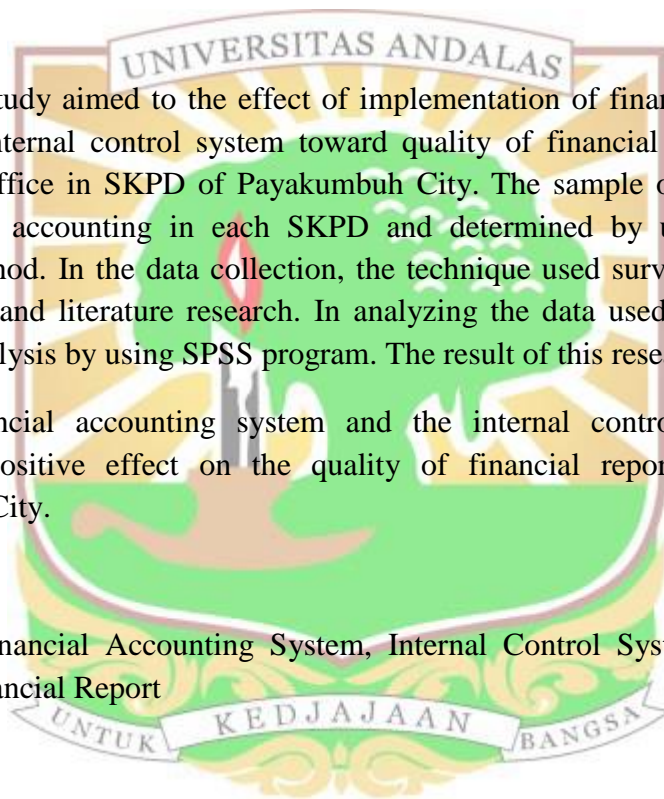 UNIVERSITAS ANDALAS
tudy aimed to the effect of implementation of finan
nternal control system toward quality of financial
ffice in SKPD of Payakumbuh City. The sample o
accounting in each SKPD and determined by u
hod. In the data collection, the technique used surv
and literature research. In analyzing the data used
lysis by using SPSS program. The result of this rese
ncial accounting system and the internal contro
ositive effect on the quality of financial repor
City.
nancial Accounting System, Internal Control Syst
ancial Report
UNTUK KEDJAJAAN BANGSA